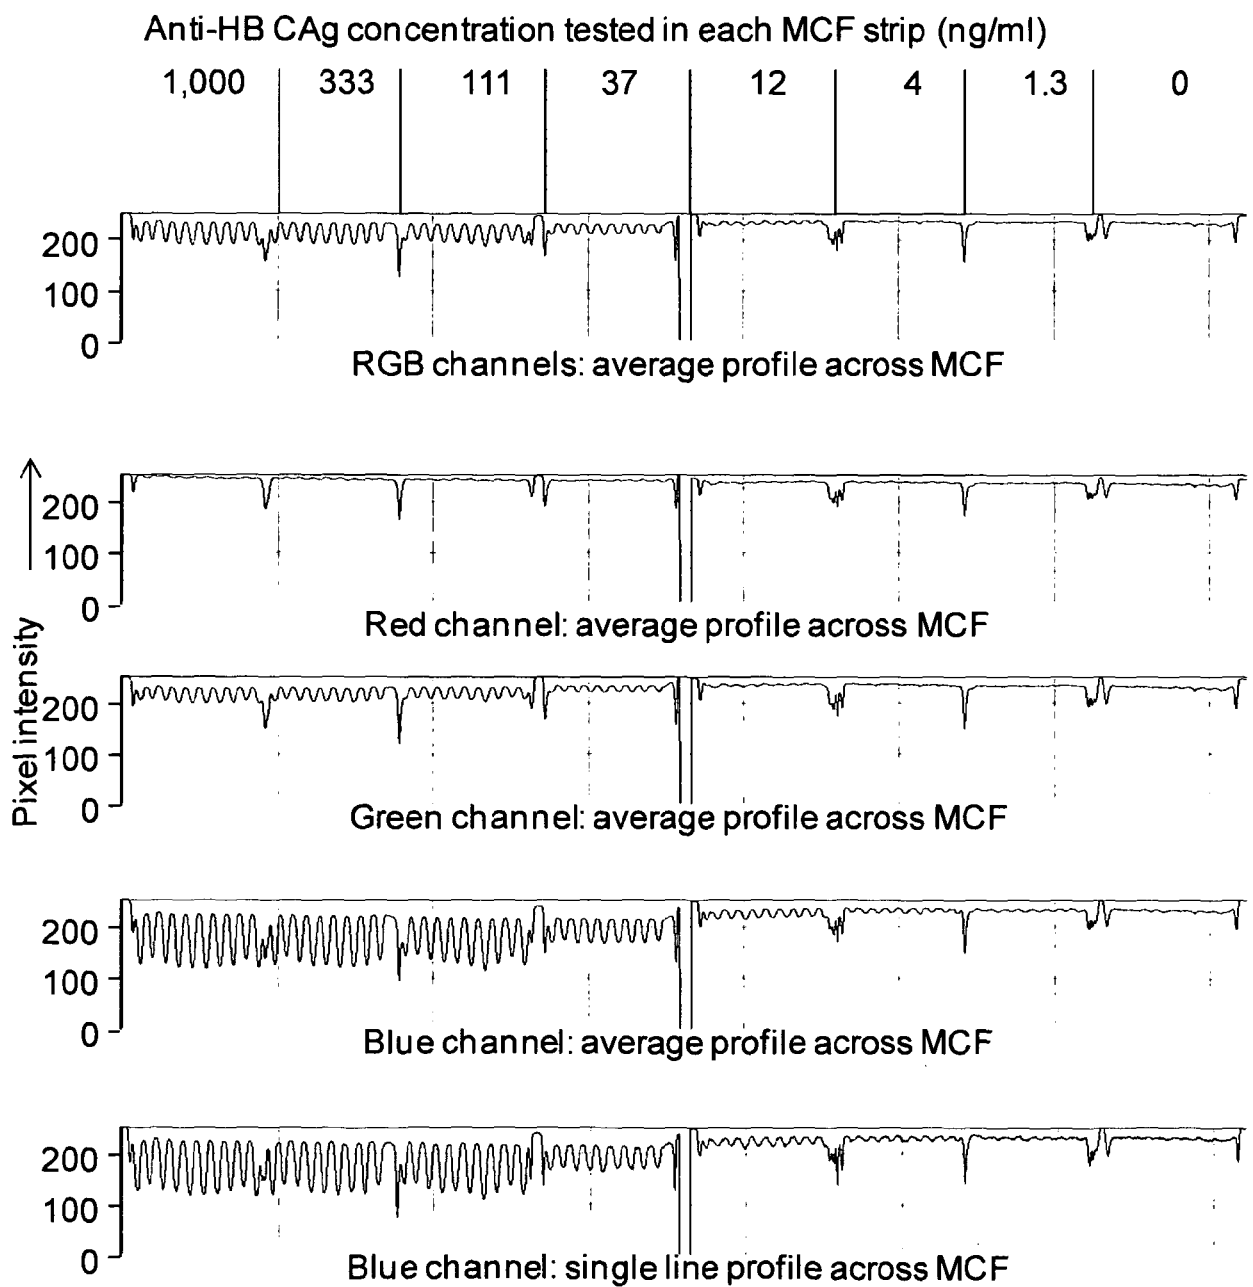 Anti-HB CAg concentration tested in each MCF strip (ng/ml)
1,000 333 111 37 12 4 1.3 0
200
100
0
RGB channels: average profile across MCF
200
100
0
Red channel: average profile across MCF
200
100
0
Green channel: average profile across MCF
200
100
0
Blue channel: average profile across MCF
200
100
0
Blue channel: single line profile across MCF
Pixel intensity